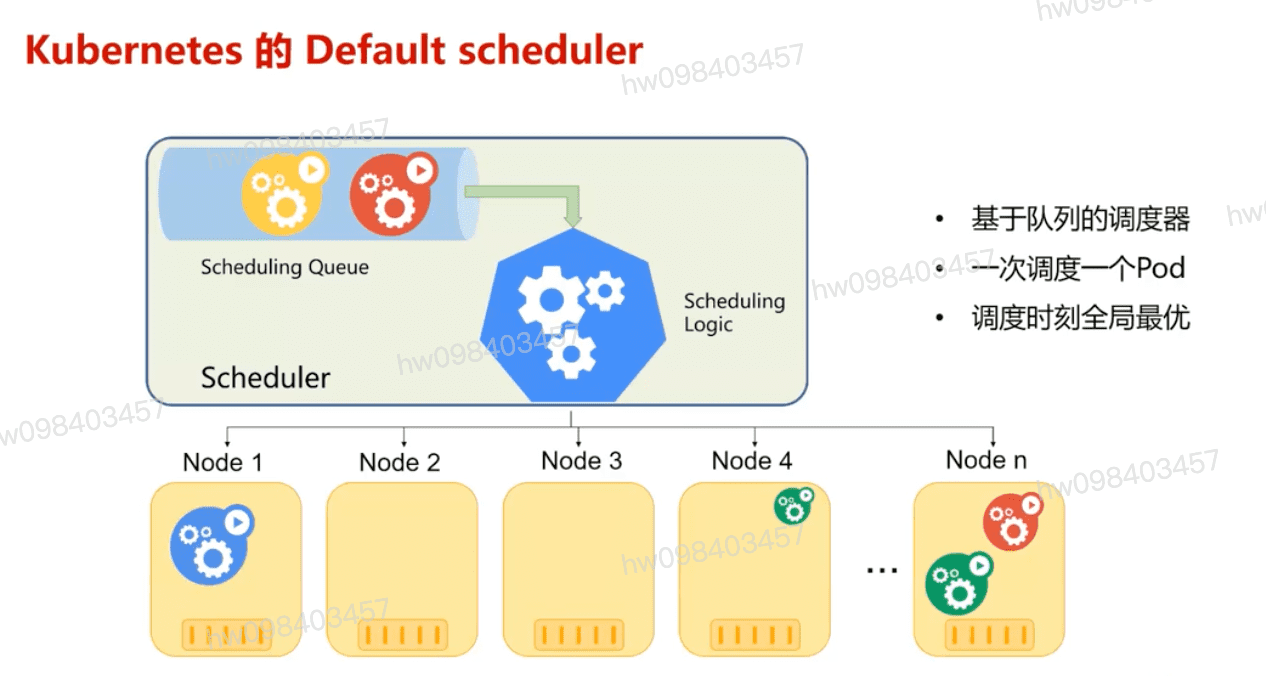 Kubernetes 的 Default scheduler
hw098403457
hw098403457
hw098403457
Scheduling Queue
Scheduling
Logic
Scheduler
• 基于队列的调度器
• 一次调度一个Pod
• 调度时刻全局最优
hw098403457
hw098403457
hw098403457
Node 1
Node 2
Node 3
Node 4
Node n
...
hw098403457
hw098403457
hw098403457